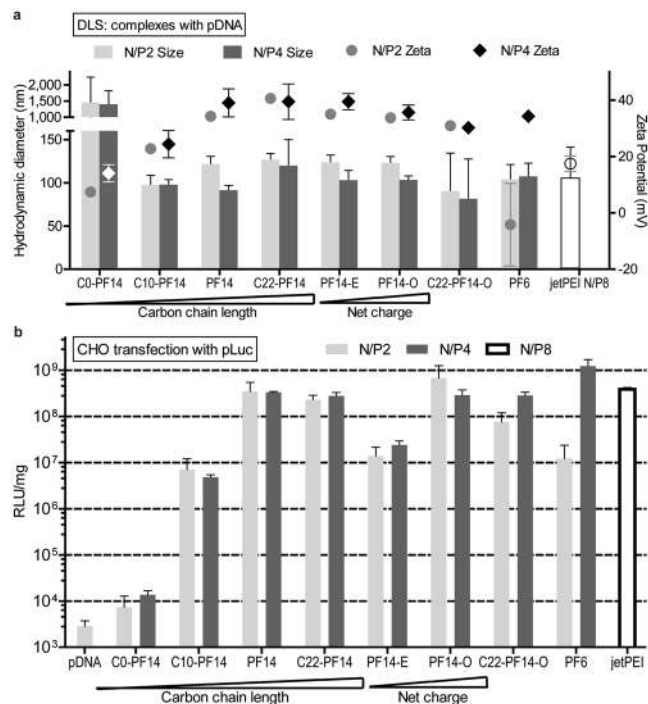 a
DLS: complexes with pDNA
N/P2 Size
N/P4 Size
N/P2 Zeta
N/P4 Zeta
Hydrodynamic diameter (nm)
2,000
1,500
1,000
150
100
50
0
40
20
0
-20
Zeta Potential (mV)
C0-PF14 C10-PF14 PF14 C22-PF14 PF14-E PF14-O C22-PF14-O PF6 jetPEI N/P8
Carbon chain length
Net charge
b
CHO transfection with pLuc
N/P2
N/P4
N/P8
RLU/mg
10⁹
10⁸
10⁷
10⁶
10⁵
10⁴
10³
pDNA C0-PF14 C10-PF14 PF14 C22-PF14 PF14-E PF14-O C22-PF14-O PF6 jetPEI
Carbon chain length
Net charge